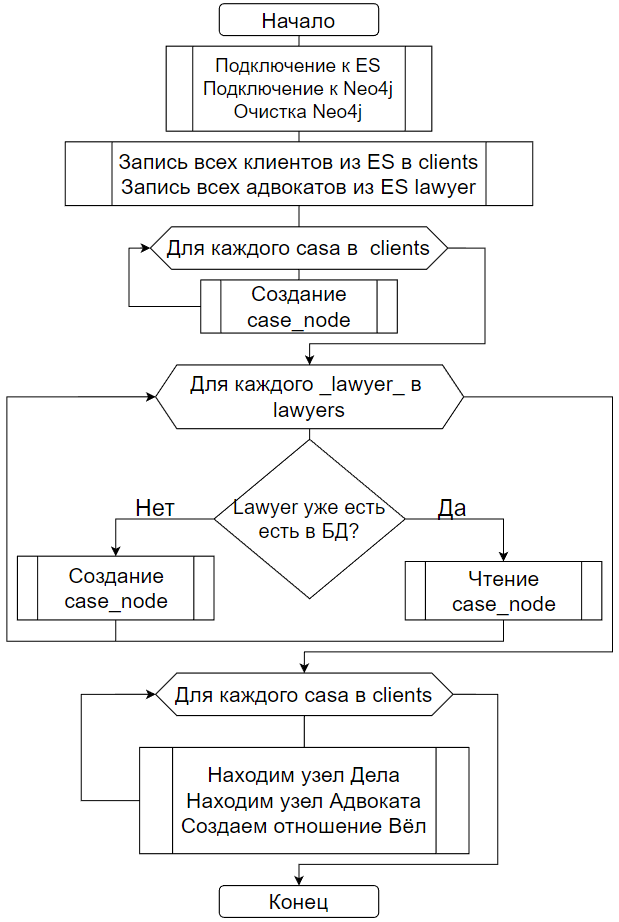 Начало
Подключение к ES
Подключение к Neo4j
Очистка Neo4j
Запись всех клиентов из ES в clients
Запись всех адвокатов из ES lawyer
Для каждого casa в clients
Создание
case_node
Для каждого _lawyer_ в
lawyers
Lawyer уже есть
есть в БД?
Нет
Да
Создание
case_node
Чтение
case_node
Для каждого casa в clients
Находим узел Дела
Находим узел Адвоката
Создаем отношение Вёл
Конец